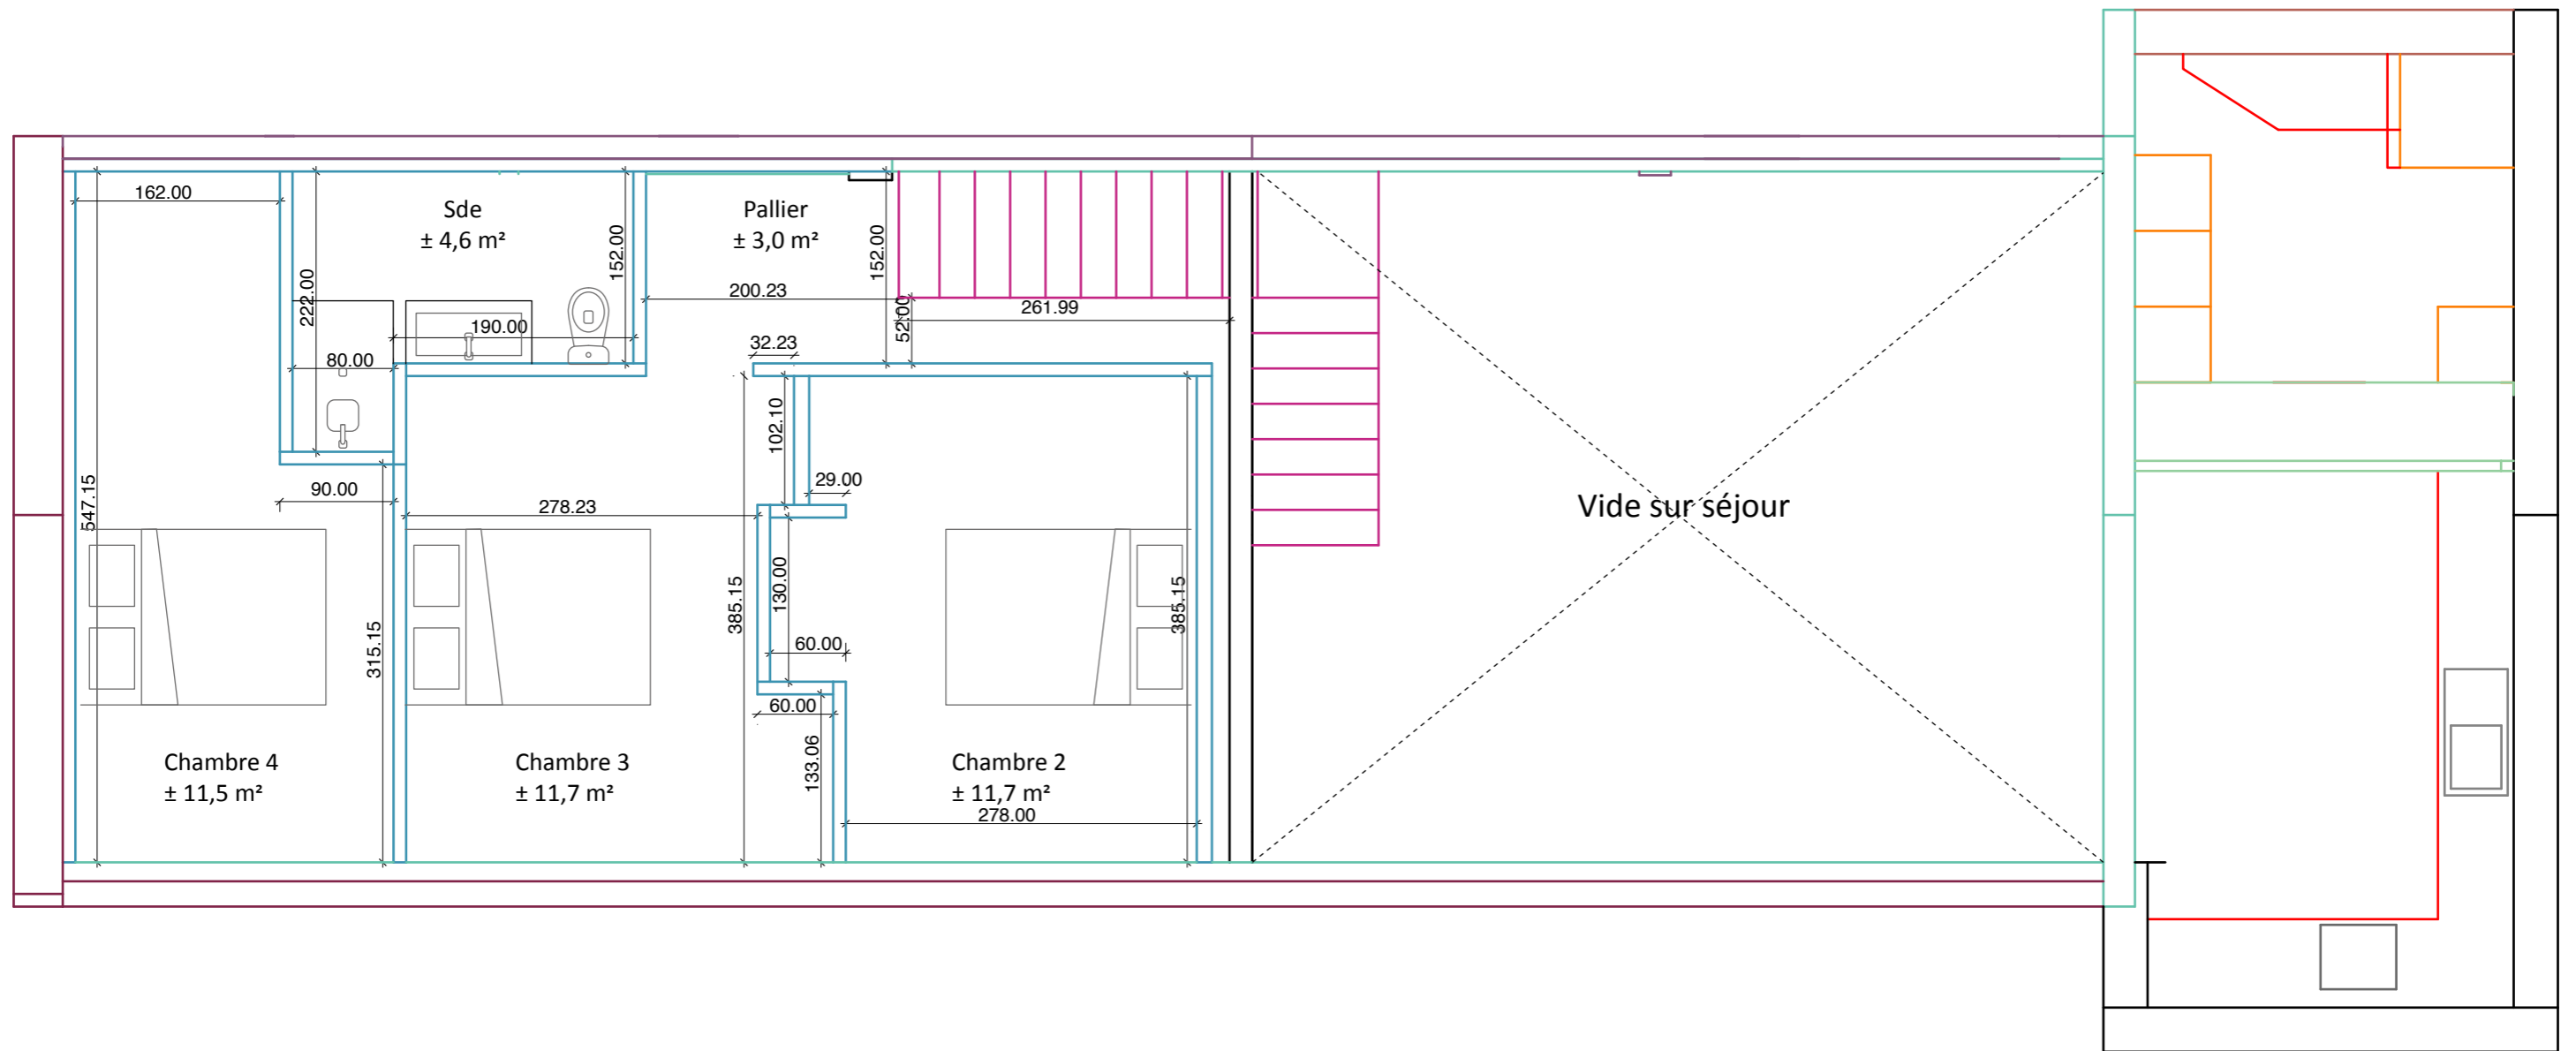 162.00
Sde
± 4,6 m²
Pallier
± 3,0 m²
152.00
152.00
222.00
200.23
52.00
261.99
190.00
80.00
32.23
102.10
547.15
90.00
29.00
278.23
Vide sur séjour
130.00
385.15
385.15
315.15
60.00
60.00
133.06
Chambre 4
± 11,5 m²
Chambre 3
± 11,7 m²
Chambre 2
± 11,7 m²
278.00